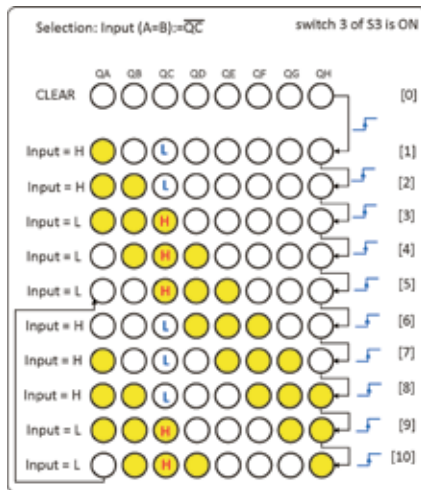 Selection: Input (A=B):=QC switch 3 of S3 is ON
QA QB QC QD QE QF QG QH
CLEAR [0]
Input = H L [1]
Input = H L [2]
Input = L H [3]
Input = L H [4]
Input = L H [5]
Input = H L [6]
Input = H L [7]
Input = H L [8]
Input = L H [9]
Input = L H [10]